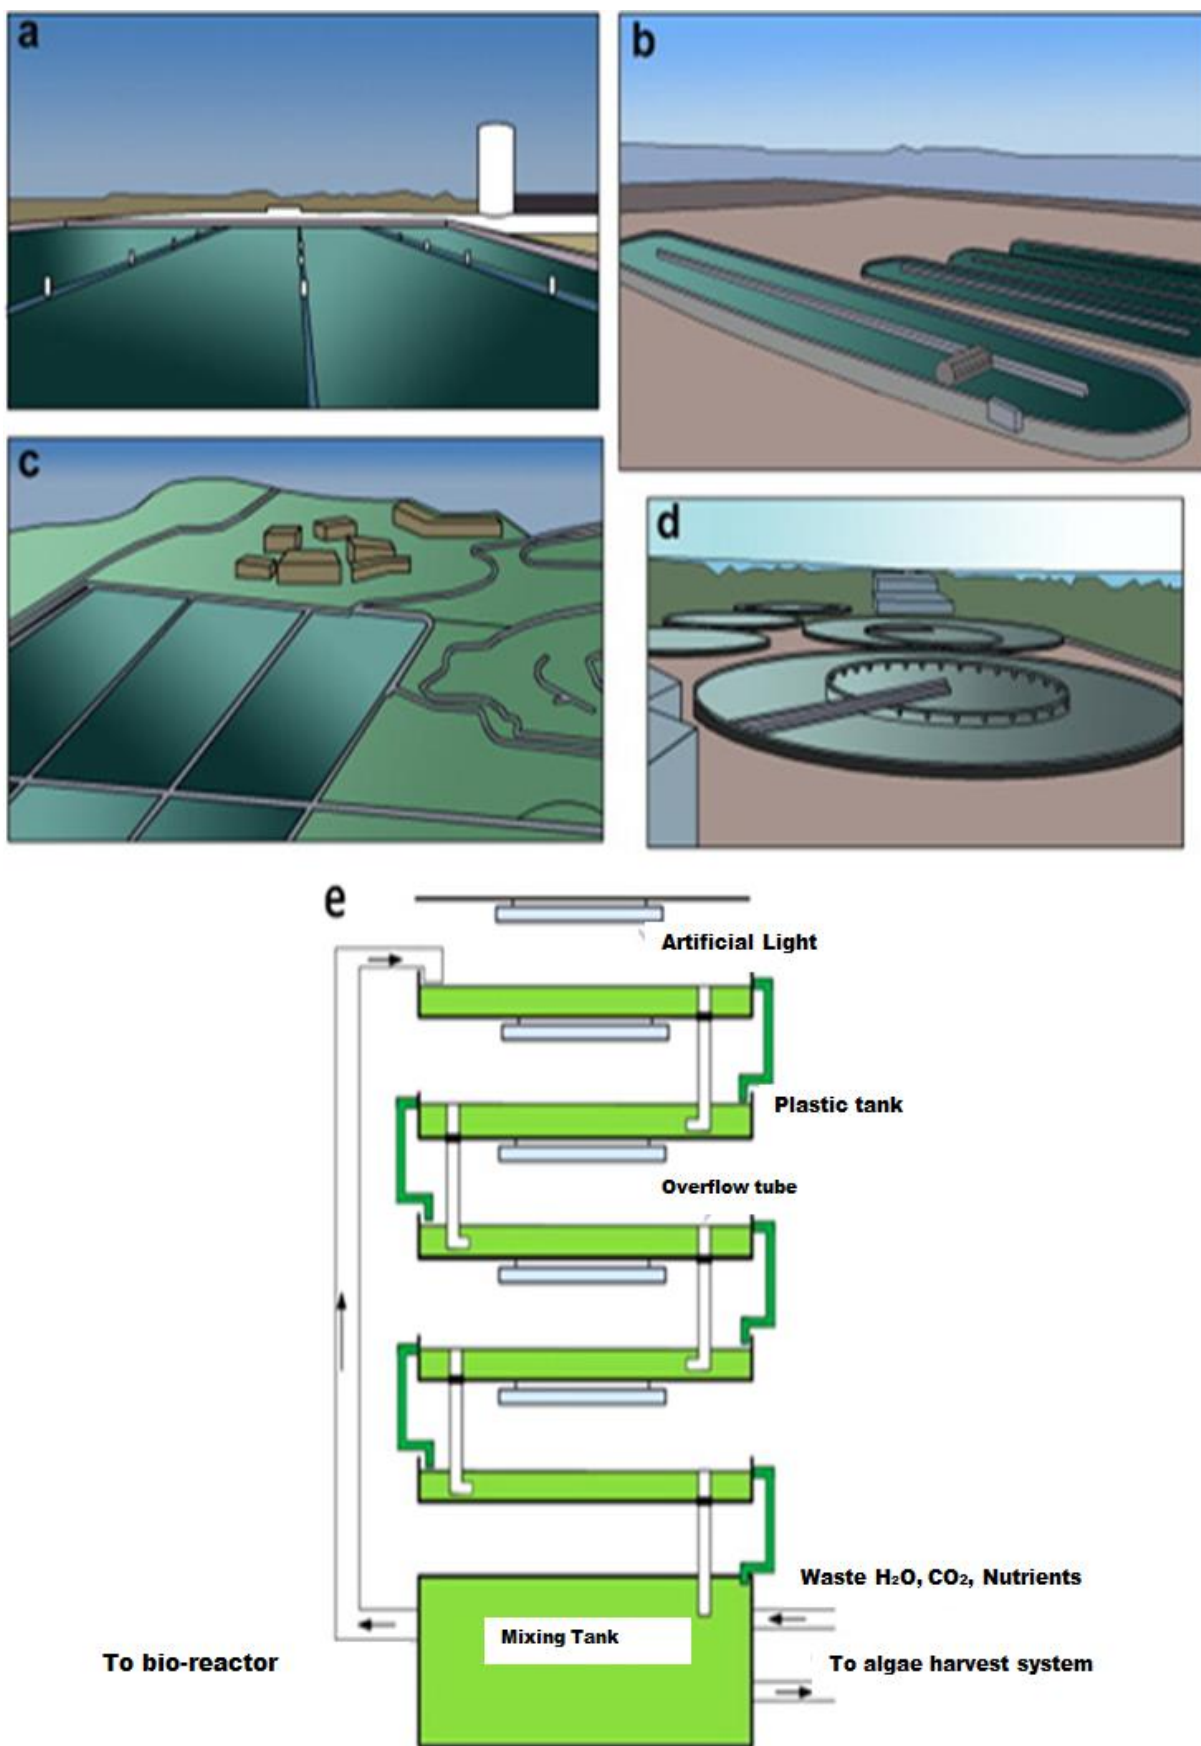 a
b
c
d
e
Artificial Light
Plastic tank
Overflow tube
Waste H₂O, CO₂, Nutrients
Mixing Tank
To bio-reactor
To algae harvest system